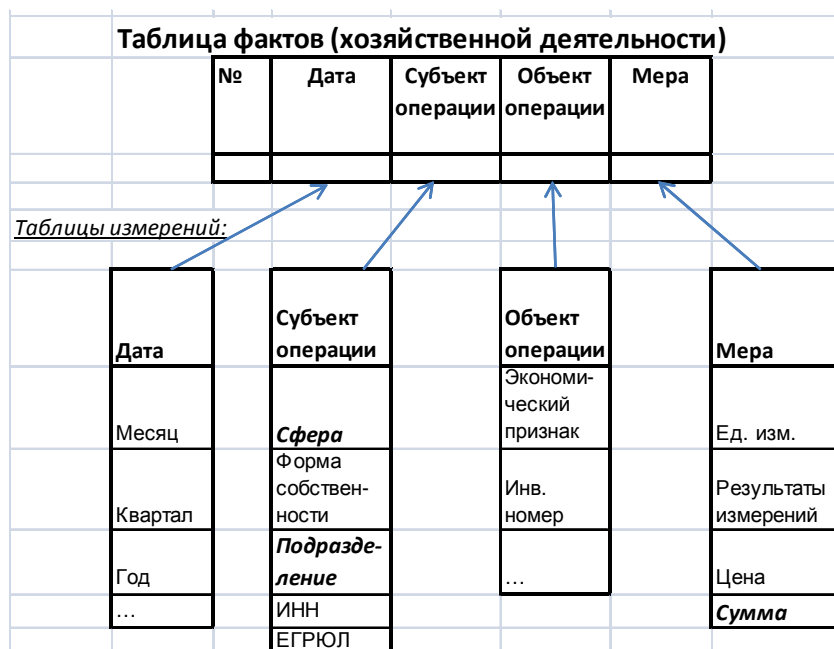 Таблица фактов (хозяйственной деятельности)
№ Дата Субъект операции Объект операции Мера
Таблицы измерений:
Дата
Месяц
Квартал
Год
…
Субъект
операции
Сфера
Форма
собствен-
ности
Подразде-
ление
ИНН
ЕГРЮЛ
Объект
операции
Экономи-
ческий
признак
Инв.
номер
…
Мера
Ед. изм.
Результаты
измерений
Цена
Сумма